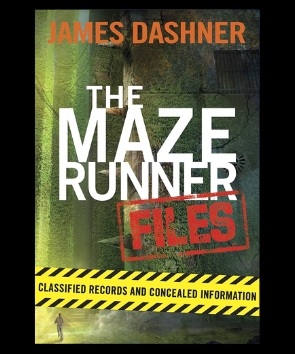 JAMES DASHNER
THE
MAZE
RUNNER
FILES
CLASSIFIED RECORDS AND CONCEALED INFORMATION